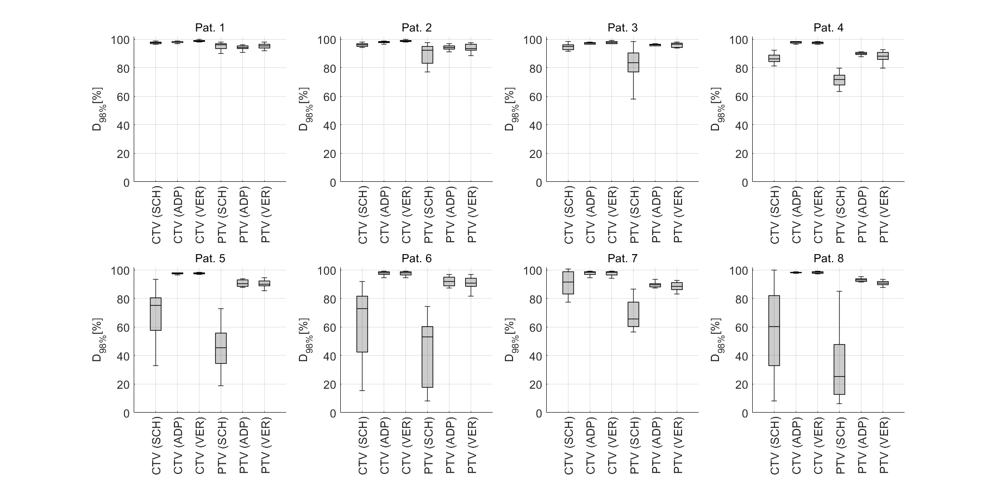 Pat. 1
D98%[%]
100
80
60
40
20
0
CTV (SCH)
CTV (ADP)
CTV (VER)
PTV (SCH)
PTV (ADP)
PTV (VER)
Pat. 2
D98%[%]
100
80
60
40
20
0
CTV (SCH)
CTV (ADP)
CTV (VER)
PTV (SCH)
PTV (ADP)
PTV (VER)
Pat. 3
D98%[%]
100
80
60
40
20
0
CTV (SCH)
CTV (ADP)
CTV (VER)
PTV (SCH)
PTV (ADP)
PTV (VER)
Pat. 4
D98%[%]
100
80
60
40
20
0
CTV (SCH)
CTV (ADP)
CTV (VER)
PTV (SCH)
PTV (ADP)
PTV (VER)
Pat. 5
D98%[%]
100
80
60
40
20
0
CTV (SCH)
CTV (ADP)
CTV (VER)
PTV (SCH)
PTV (ADP)
PTV (VER)
Pat. 6
D98%[%]
100
80
60
40
20
0
CTV (SCH)
CTV (ADP)
CTV (VER)
PTV (SCH)
PTV (ADP)
PTV (VER)
Pat. 7
D98%[%]
100
80
60
40
20
0
CTV (SCH)
CTV (ADP)
CTV (VER)
PTV (SCH)
PTV (ADP)
PTV (VER)
Pat. 8
D98%[%]
100
80
60
40
20
0
CTV (SCH)
CTV (ADP)
CTV (VER)
PTV (SCH)
PTV (ADP)
PTV (VER)